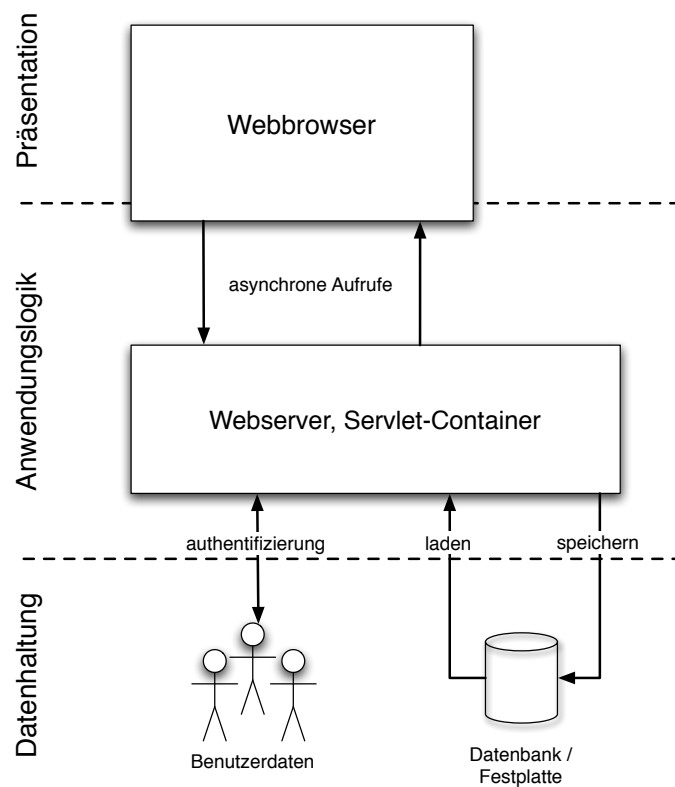 Präsentation
Webbrowser
asynchrone Aufrufe
Anwendungslogik
Webserver, Servlet-Container
authentifizierung
laden
speichern
Datenhaltung
Benutzerdaten
Datenbank /
Festplatte